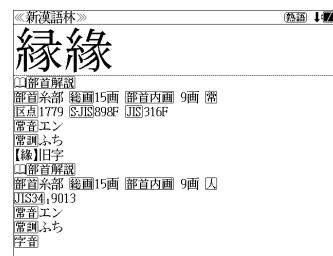 ≪新漢語林≫ 熟語
縁緣
部首解説
部首糸部 総画15画 部首内画 9画 常
区点1779 S-JIS898F JIS316F
常音エン
常訓ふち
【緣】旧字
部首解説
部首糸部 総画15画 部首内画 9画 人
JIS34₁9013
常音エン
常訓ふち
字音